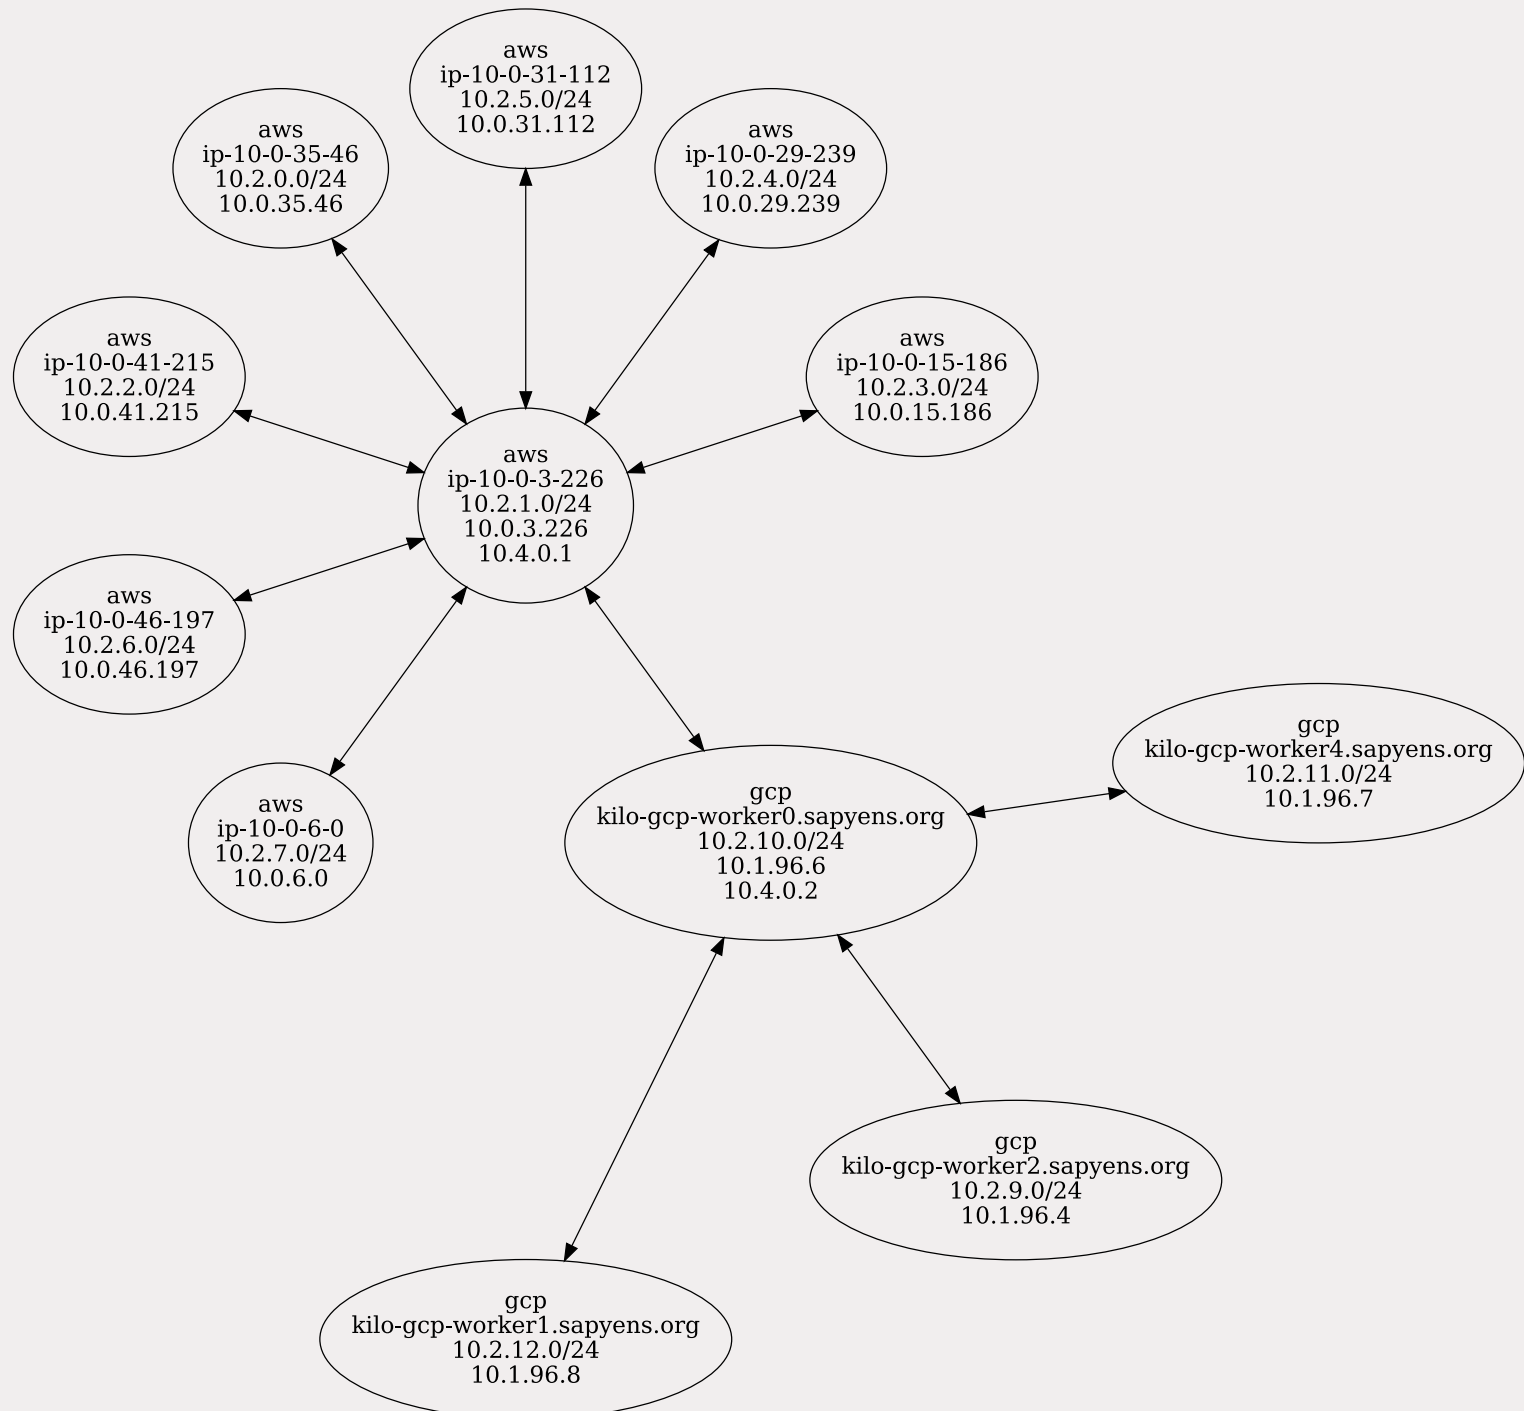 aws
ip-10-0-31-112
10.2.5.0/24
10.0.31.112
aws
ip-10-0-35-46
10.2.0.0/24
10.0.35.46
aws
ip-10-0-29-239
10.2.4.0/24
10.0.29.239
aws
ip-10-0-41-215
10.2.2.0/24
10.0.41.215
aws
ip-10-0-15-186
10.2.3.0/24
10.0.15.186
aws
ip-10-0-3-226
10.2.1.0/24
10.0.3.226
10.4.0.1
aws
ip-10-0-46-197
10.2.6.0/24
10.0.46.197
aws
ip-10-0-6-0
10.2.7.0/24
10.0.6.0
gcp
kilo-gcp-worker0.sapyens.org
10.2.10.0/24
10.1.96.6
10.4.0.2
gcp
kilo-gcp-worker4.sapyens.org
10.2.11.0/24
10.1.96.7
gcp
kilo-gcp-worker2.sapyens.org
10.2.9.0/24
10.1.96.4
gcp
kilo-gcp-worker1.sapyens.org
10.2.12.0/24
10.1.96.8